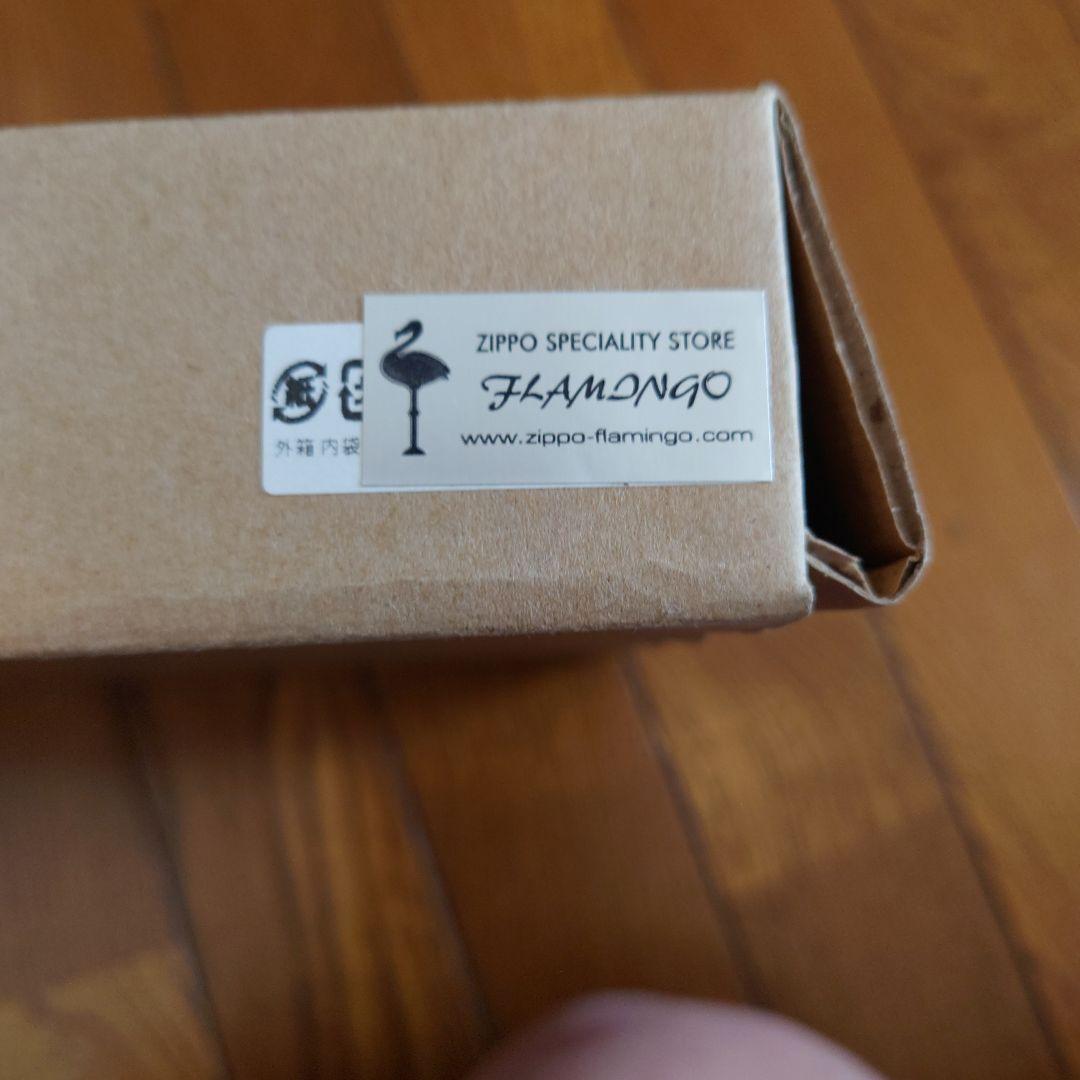 ZIPPO SPECIALITY STORE
FLAMINGO
www.zippo-flamingo.com
紙
外箱 内袋